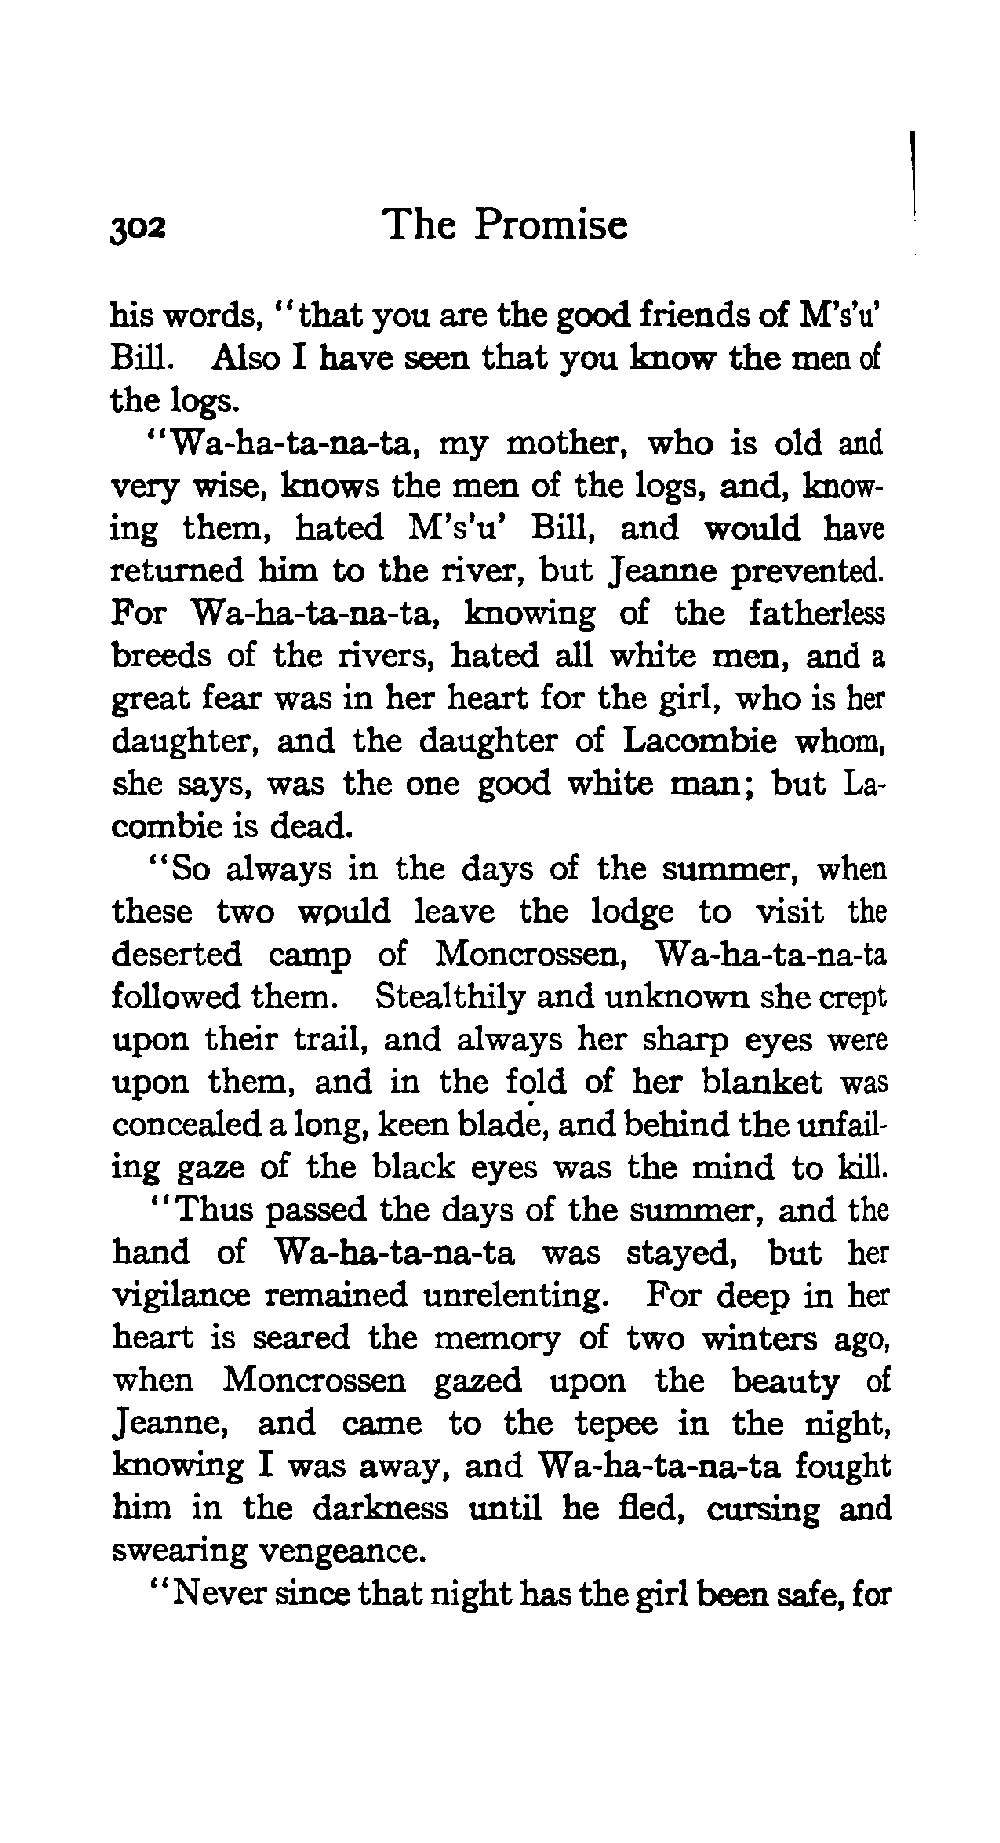 302 The Promise
his words, "that you are the good friends of M's'u'
Bill. Also I have seen that you know the men of
the logs.
"Wa-ha-ta-na-ta, my mother, who is old and
very wise, knows the men of the logs, and, know-
ing them, hated M's'u' Bill, and would have
returned him to the river, but Jeanne prevented.
For Wa-ha-ta-na-ta, knowing of the fatherless
breeds of the rivers, hated all white men, and a
great fear was in her heart for the girl, who is her
daughter, and the daughter of Lacombie whom,
she says, was the one good white man; but La-
combie is dead.
"So always in the days of the summer, when
these two would leave the lodge to visit the
deserted camp of Moncrossen, Wa-ha-ta-na-ta
followed them. Stealthily and unknown she crept
upon their trail, and always her sharp eyes were
upon them, and in the fold of her blanket was
concealed a long, keen blade, and behind the unfail-
ing gaze of the black eyes was the mind to kill.
"Thus passed the days of the summer, and the
hand of Wa-ha-ta-na-ta was stayed, but her
vigilance remained unrelenting. For deep in her
heart is seared the memory of two winters ago,
when Moncrossen gazed upon the beauty of
Jeanne, and came to the tepee in the night,
knowing I was away, and Wa-ha-ta-na-ta fought
him in the darkness until he fled, cursing and
swearing vengeance.
"Never since that night has the girl been safe, for